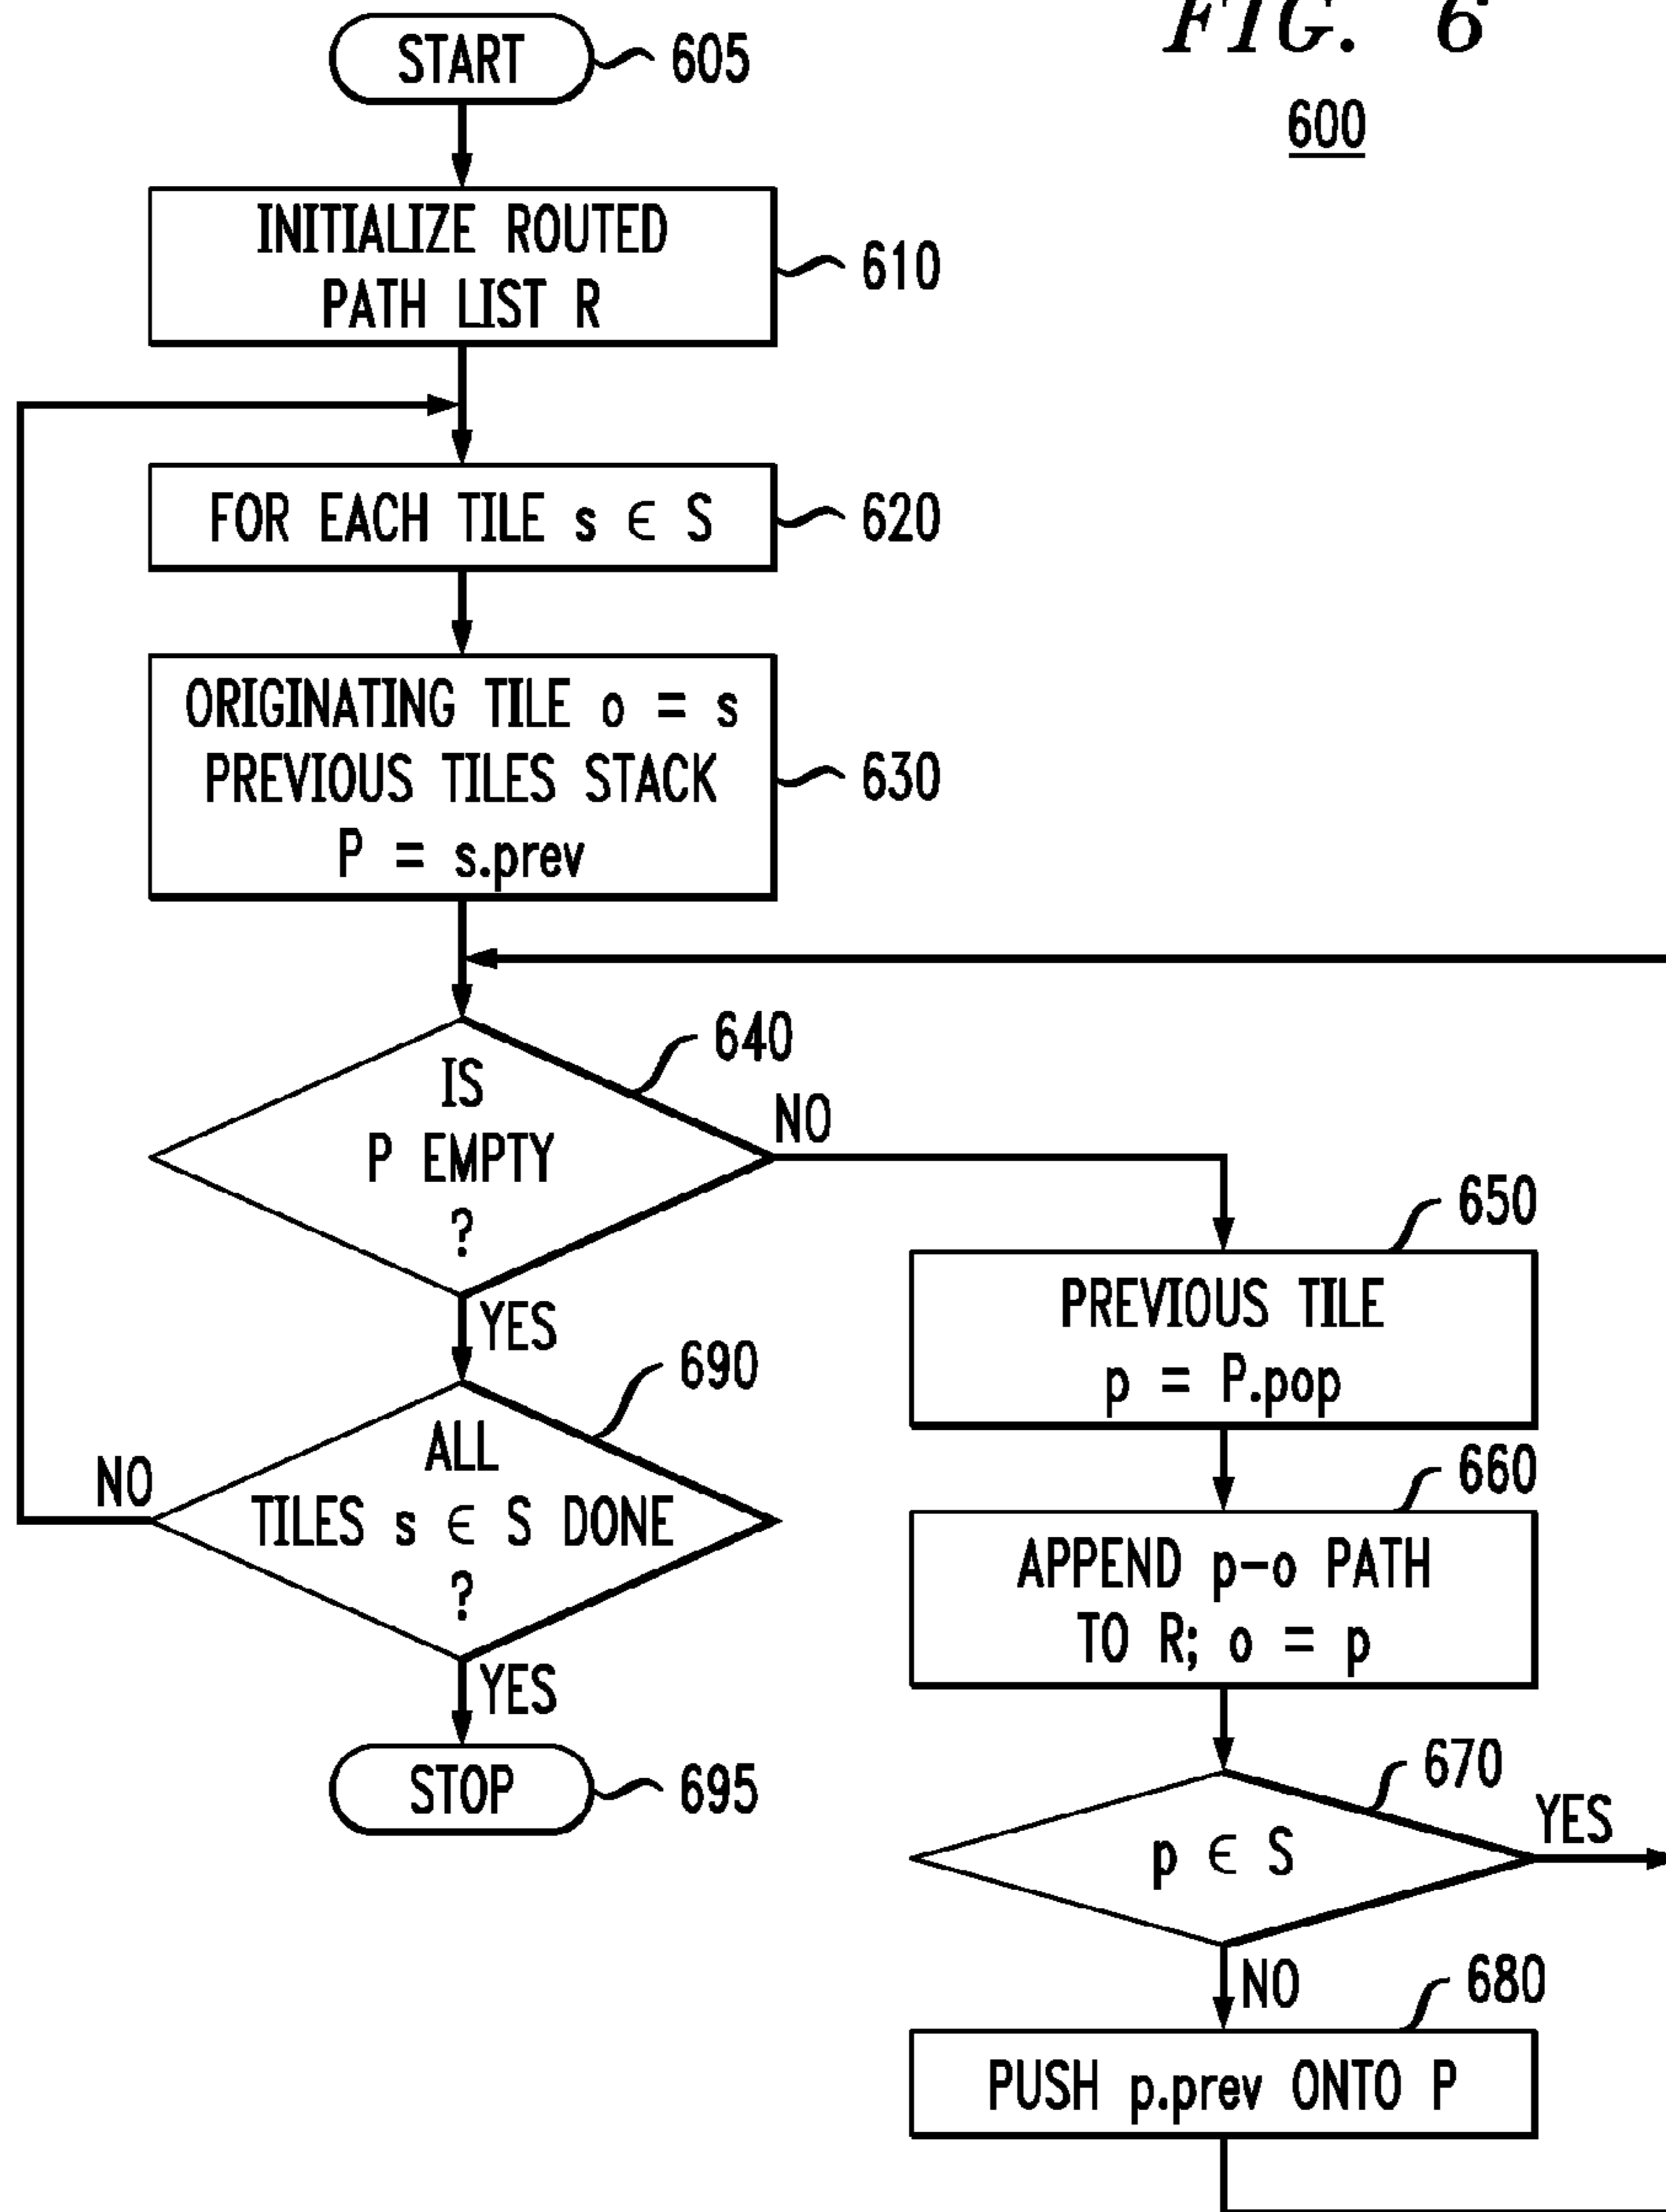 FIG. 6
600
START
605
INITIALIZE ROUTED
PATH LIST R
610
FOR EACH TILE s ∈ S
620
ORIGINATING TILE o = s
PREVIOUS TILES STACK
P = s.prev
630
IS
P EMPTY
?
640
NO
YES
650
PREVIOUS TILE
p = P.pop
690
ALL
TILES s ∈ S DONE
?
NO
YES
660
APPEND p-o PATH
TO R; o = p
STOP
695
670
p ∈ S
YES
NO
680
PUSH p.prev ONTO P